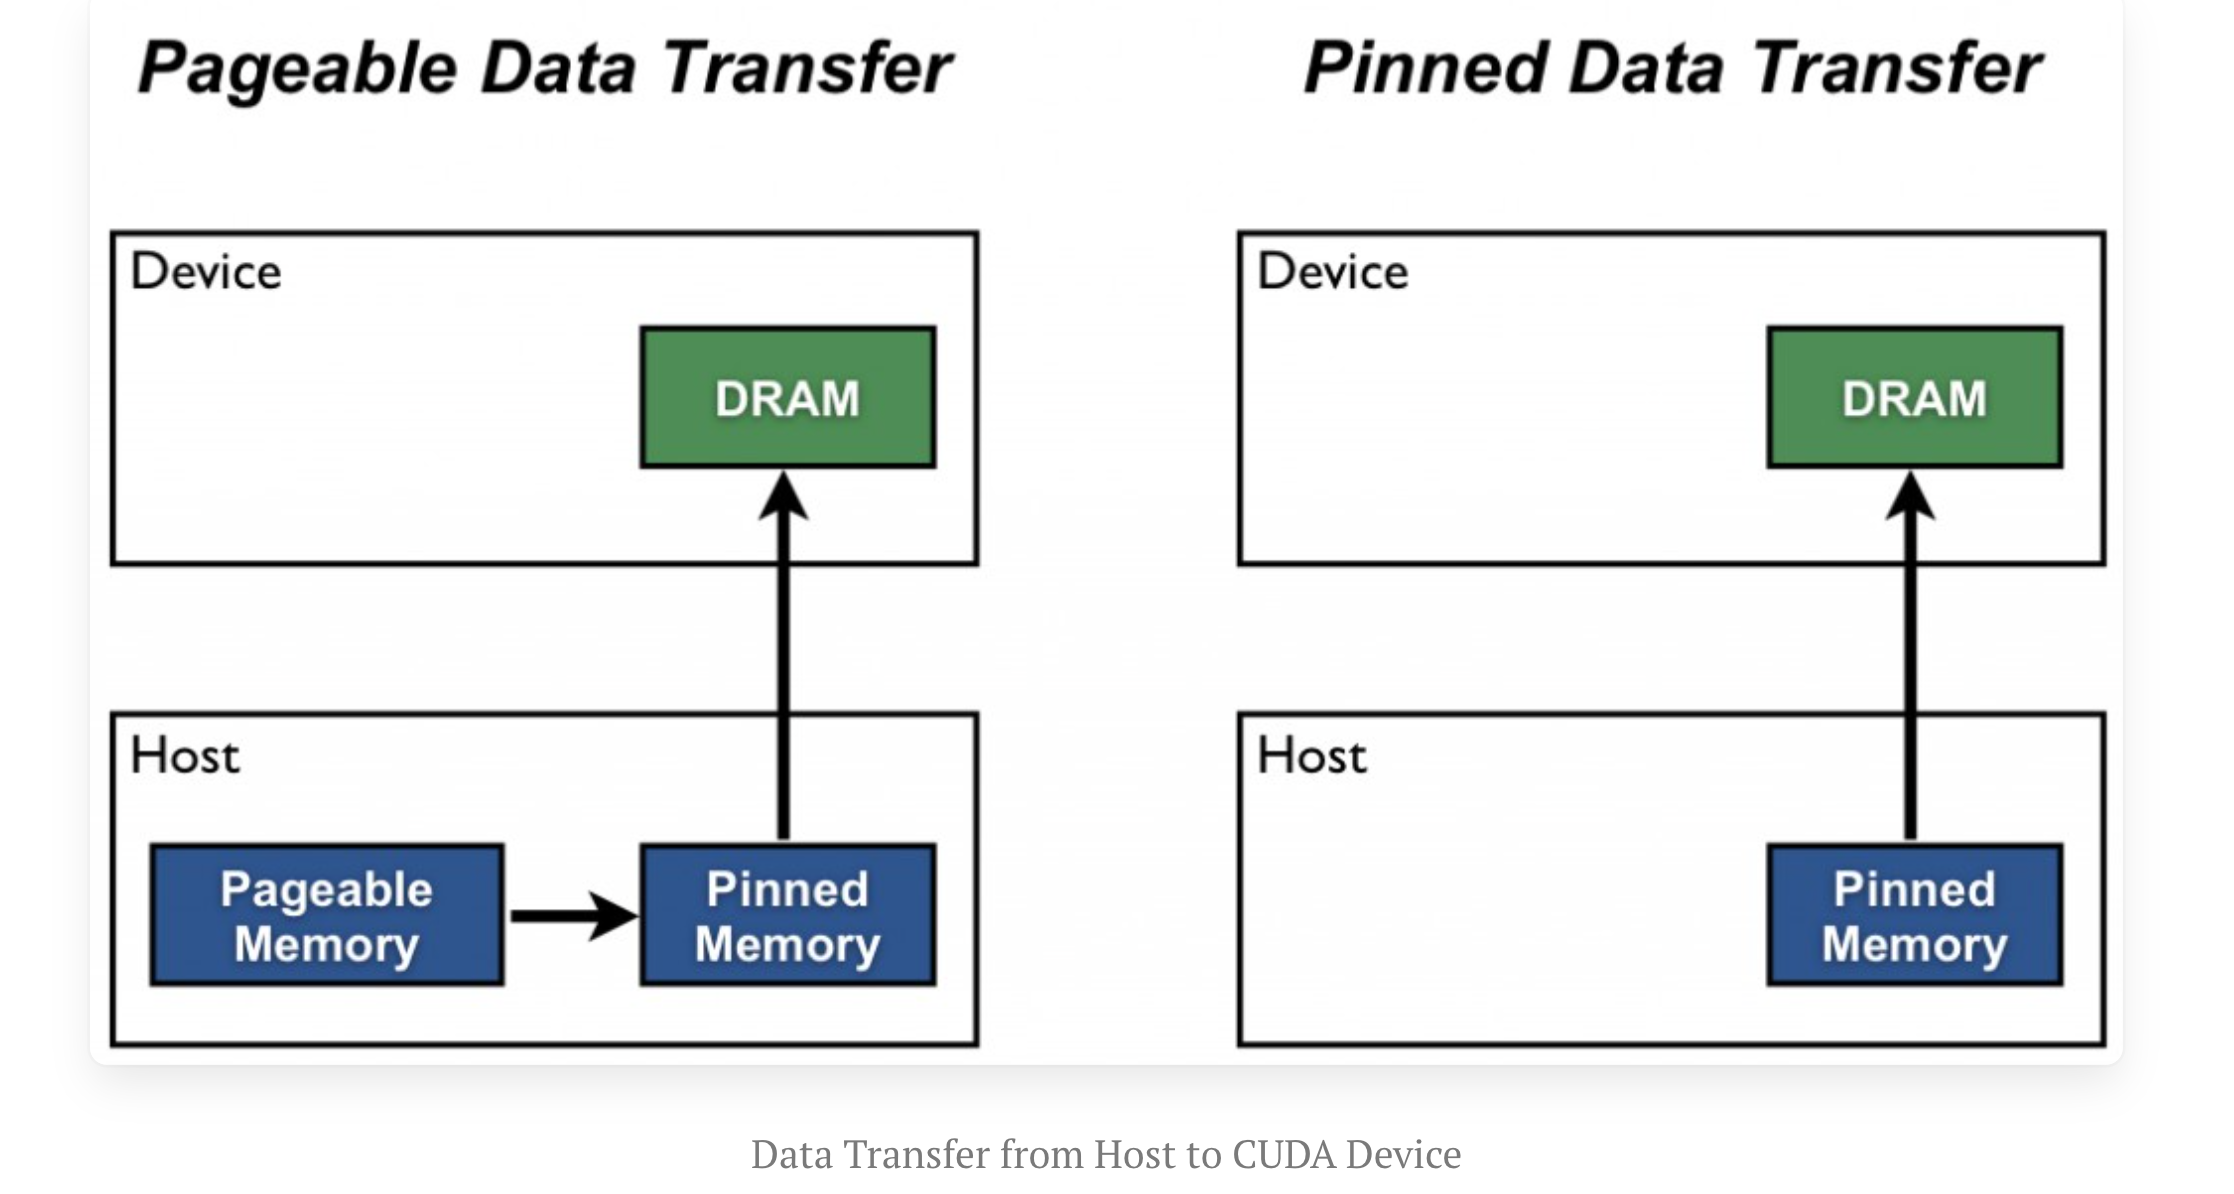 Pageable Data Transfer
Device
DRAM
Host
Pageable
Memory
Pinned
Memory
Pinned Data Transfer
Device
DRAM
Host
Pinned
Memory
Data Transfer from Host to CUDA Device